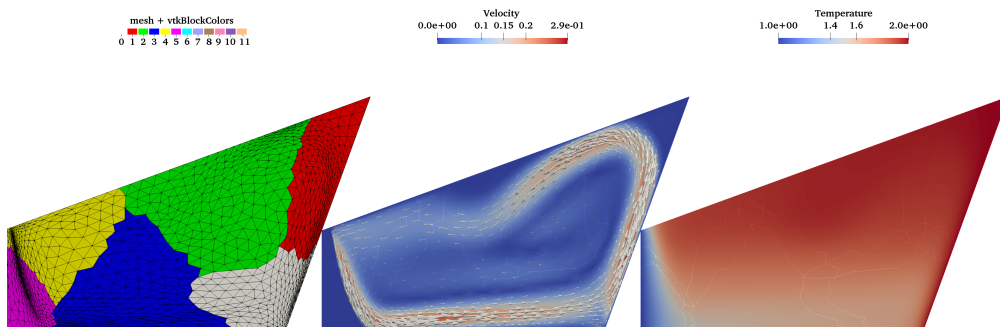 mesh + vtkBlockColors
0 1 2 3 4 5 6 7 8 9 10 11
Velocity
0.0e+00 0.1 0.15 0.2 2.9e-01
Temperature
1.0e+00 1.4 1.6 2.0e+00